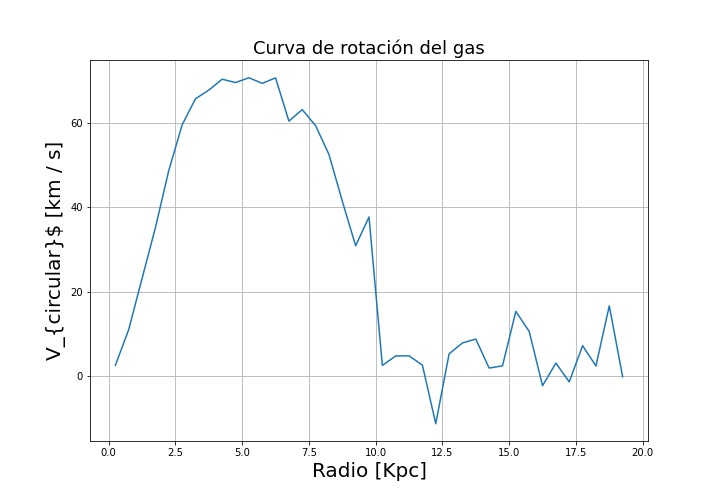 Curva de rotación del gas
V_{circular}$ [km / s]
60
40
20
0
0.0 2.5 5.0 7.5 10.0 12.5 15.0 17.5 20.0
Radio [Kpc]